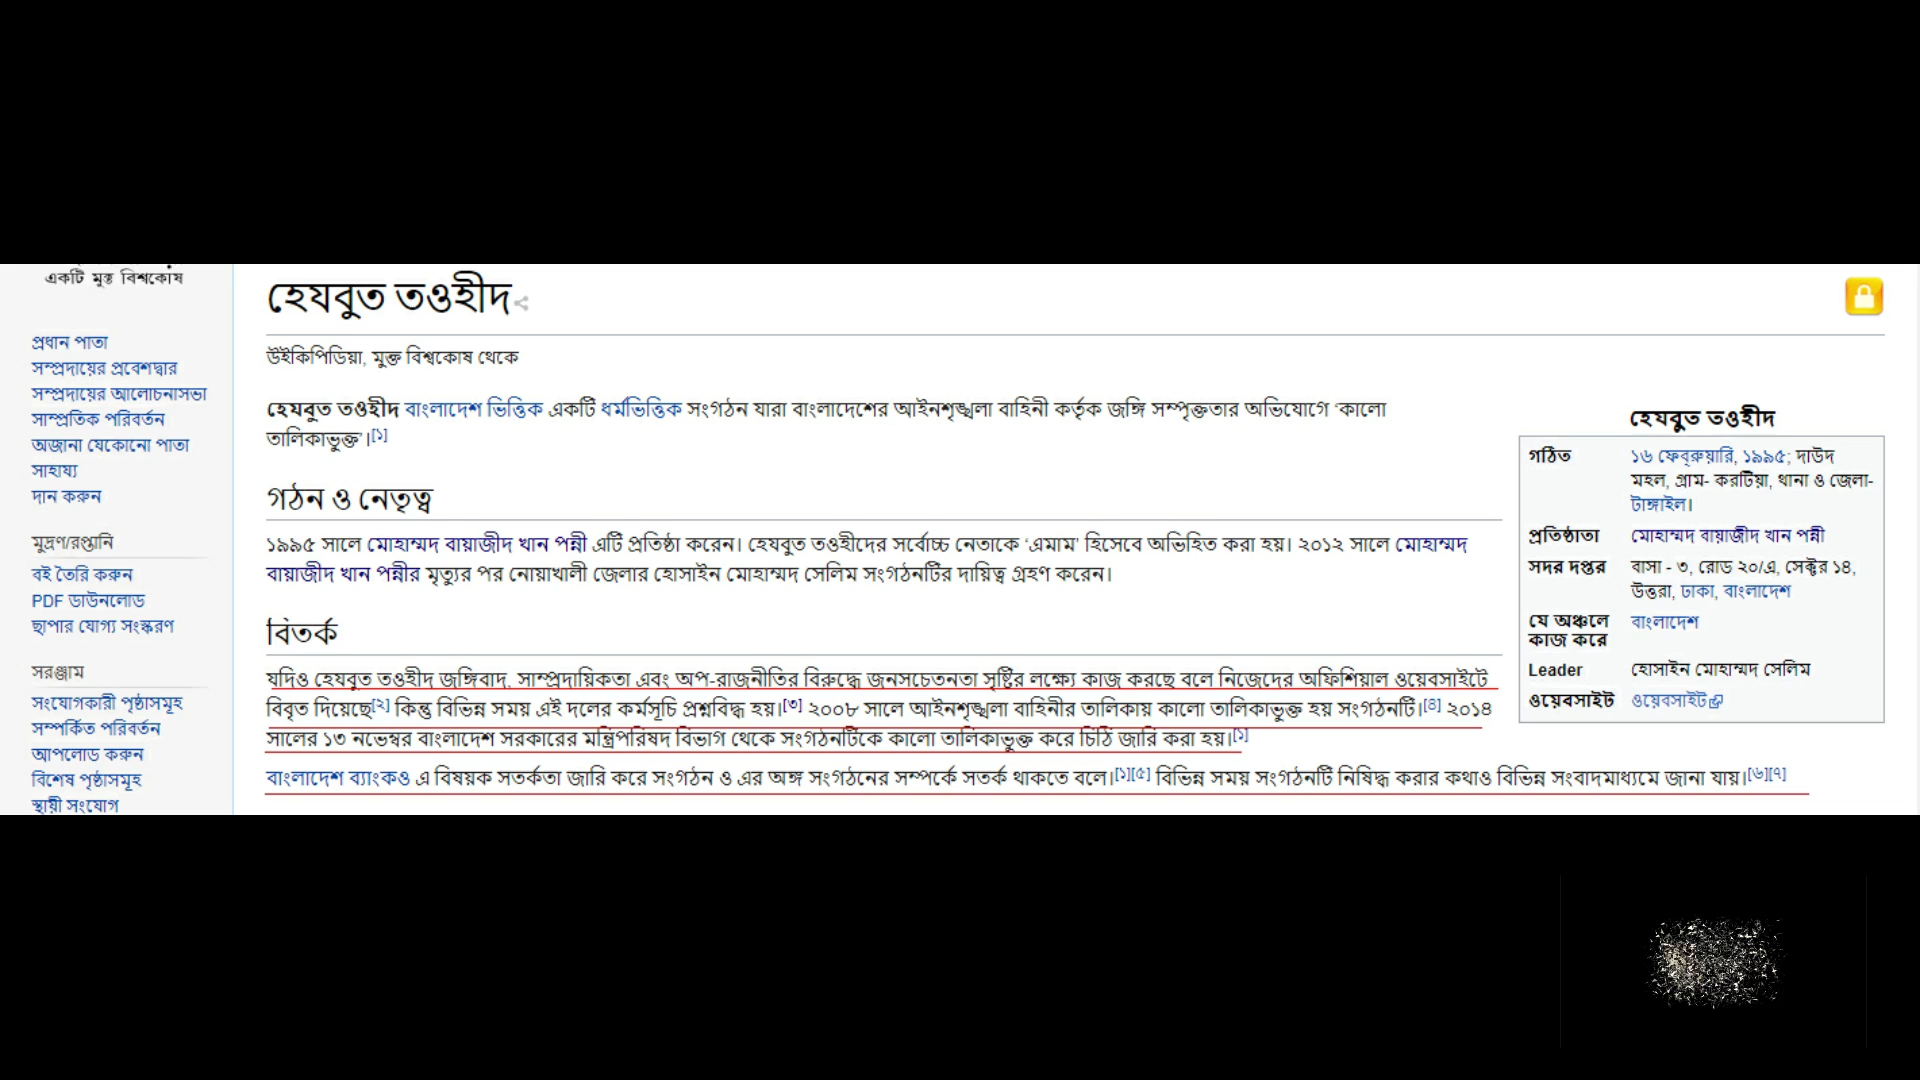 একটি মুক্ত বিশ্বকোষ
প্রধান পাতা
সম্প্রদায়ের প্রবেশদ্বার
সম্প্রদায়ের আলোচনাসভা
সাম্প্রতিক পরিবর্তন
অজানা যেকোনো পাতা
সাহায্য
দান করুন
মুদ্রণ/রপ্তানি
বই তৈরি করুন
PDF ডাউনলোড
ছাপার যোগ্য সংস্করণ
সরঞ্জাম
সংযোগকারী পৃষ্ঠাসমূহ
সম্পর্কিত পরিবর্তন
আপলোড করুন
বিশেষ পৃষ্ঠাসমূহ
স্থায়ী সংযোগ
হেযবুত তওহীদ
উইকিপিডিয়া, মুক্ত বিশ্বকোষ থেকে
হেযবুত তওহীদ বাংলাদেশ ভিত্তিক একটি ধর্মভিত্তিক সংগঠন যারা বাংলাদেশের আইনশৃঙ্খলা বাহিনী কর্তৃক জঙ্গি সম্পৃক্ততার অভিযোগে ‘কালো
তালিকাভুক্ত’।[১]
গঠন ও নেতৃত্ব
১৯৯৫ সালে মোহাম্মদ বায়াজীদ খান পন্নী এটি প্রতিষ্ঠা করেন। হেযবুত তওহীদের সর্বোচ্চ নেতাকে ‘এমাম’ হিসেবে অভিহিত করা হয়। ২০১২ সালে মোহাম্মদ
বায়াজীদ খান পন্নীর মৃত্যুর পর নোয়াখালী জেলার হোসাইন মোহাম্মদ সেলিম সংগঠনটির দায়িত্ব গ্রহণ করেন।
বিতর্ক
যদিও হেযবুত তওহীদ জঙ্গিবাদ, সাম্প্রদায়িকতা এবং অপ-রাজনীতির বিরুদ্ধে জনসচেতনতা সৃষ্টির লক্ষ্যে কাজ করছে বলে নিজেদের অফিশিয়াল ওয়েবসাইটে
বিবৃত দিয়েছে[২] কিন্তু বিভিন্ন সময় এই দলের কর্মসূচি প্রশ্নবিদ্ধ হয়।[৩] ২০০৮ সালে আইনশৃঙ্খলা বাহিনীর তালিকায় কালো তালিকাভুক্ত হয় সংগঠনটি।[৪] ২০১৪
সালের ১৩ নভেম্বর বাংলাদেশ সরকারের মন্ত্রিপরিষদ বিভাগ থেকে সংগঠনটিকে কালো তালিকাভুক্ত করে চিঠি জারি করা হয়।[১]
বাংলাদেশ ব্যাংকও এ বিষয়ক সতর্কতা জারি করে সংগঠন ও এর অঙ্গ সংগঠনের সম্পর্কে সতর্ক থাকতে বলে।[১][৫] বিভিন্ন সময় সংগঠনটি নিষিদ্ধ করার কথাও বিভিন্ন সংবাদমাধ্যমে জানা যায়।[৬][৭]
হেযবুত তওহীদ
গঠিত ১৬ ফেব্রুয়ারি, ১৯৯৫; দাউদ
মহল, গ্রাম- করটিয়া, থানা ও জেলা-
টাঙ্গাইল।
প্রতিষ্ঠাতা মোহাম্মদ বায়াজীদ খান পন্নী
সদর দপ্তর বাসা - ৩, রোড ২০/এ, সেক্টর ১৪,
উত্তরা, ঢাকা, বাংলাদেশ
যে অঞ্চলে বাংলাদেশ
কাজ করে
Leader হোসাইন মোহাম্মদ সেলিম
ওয়েবসাইট ওয়েবসাইট